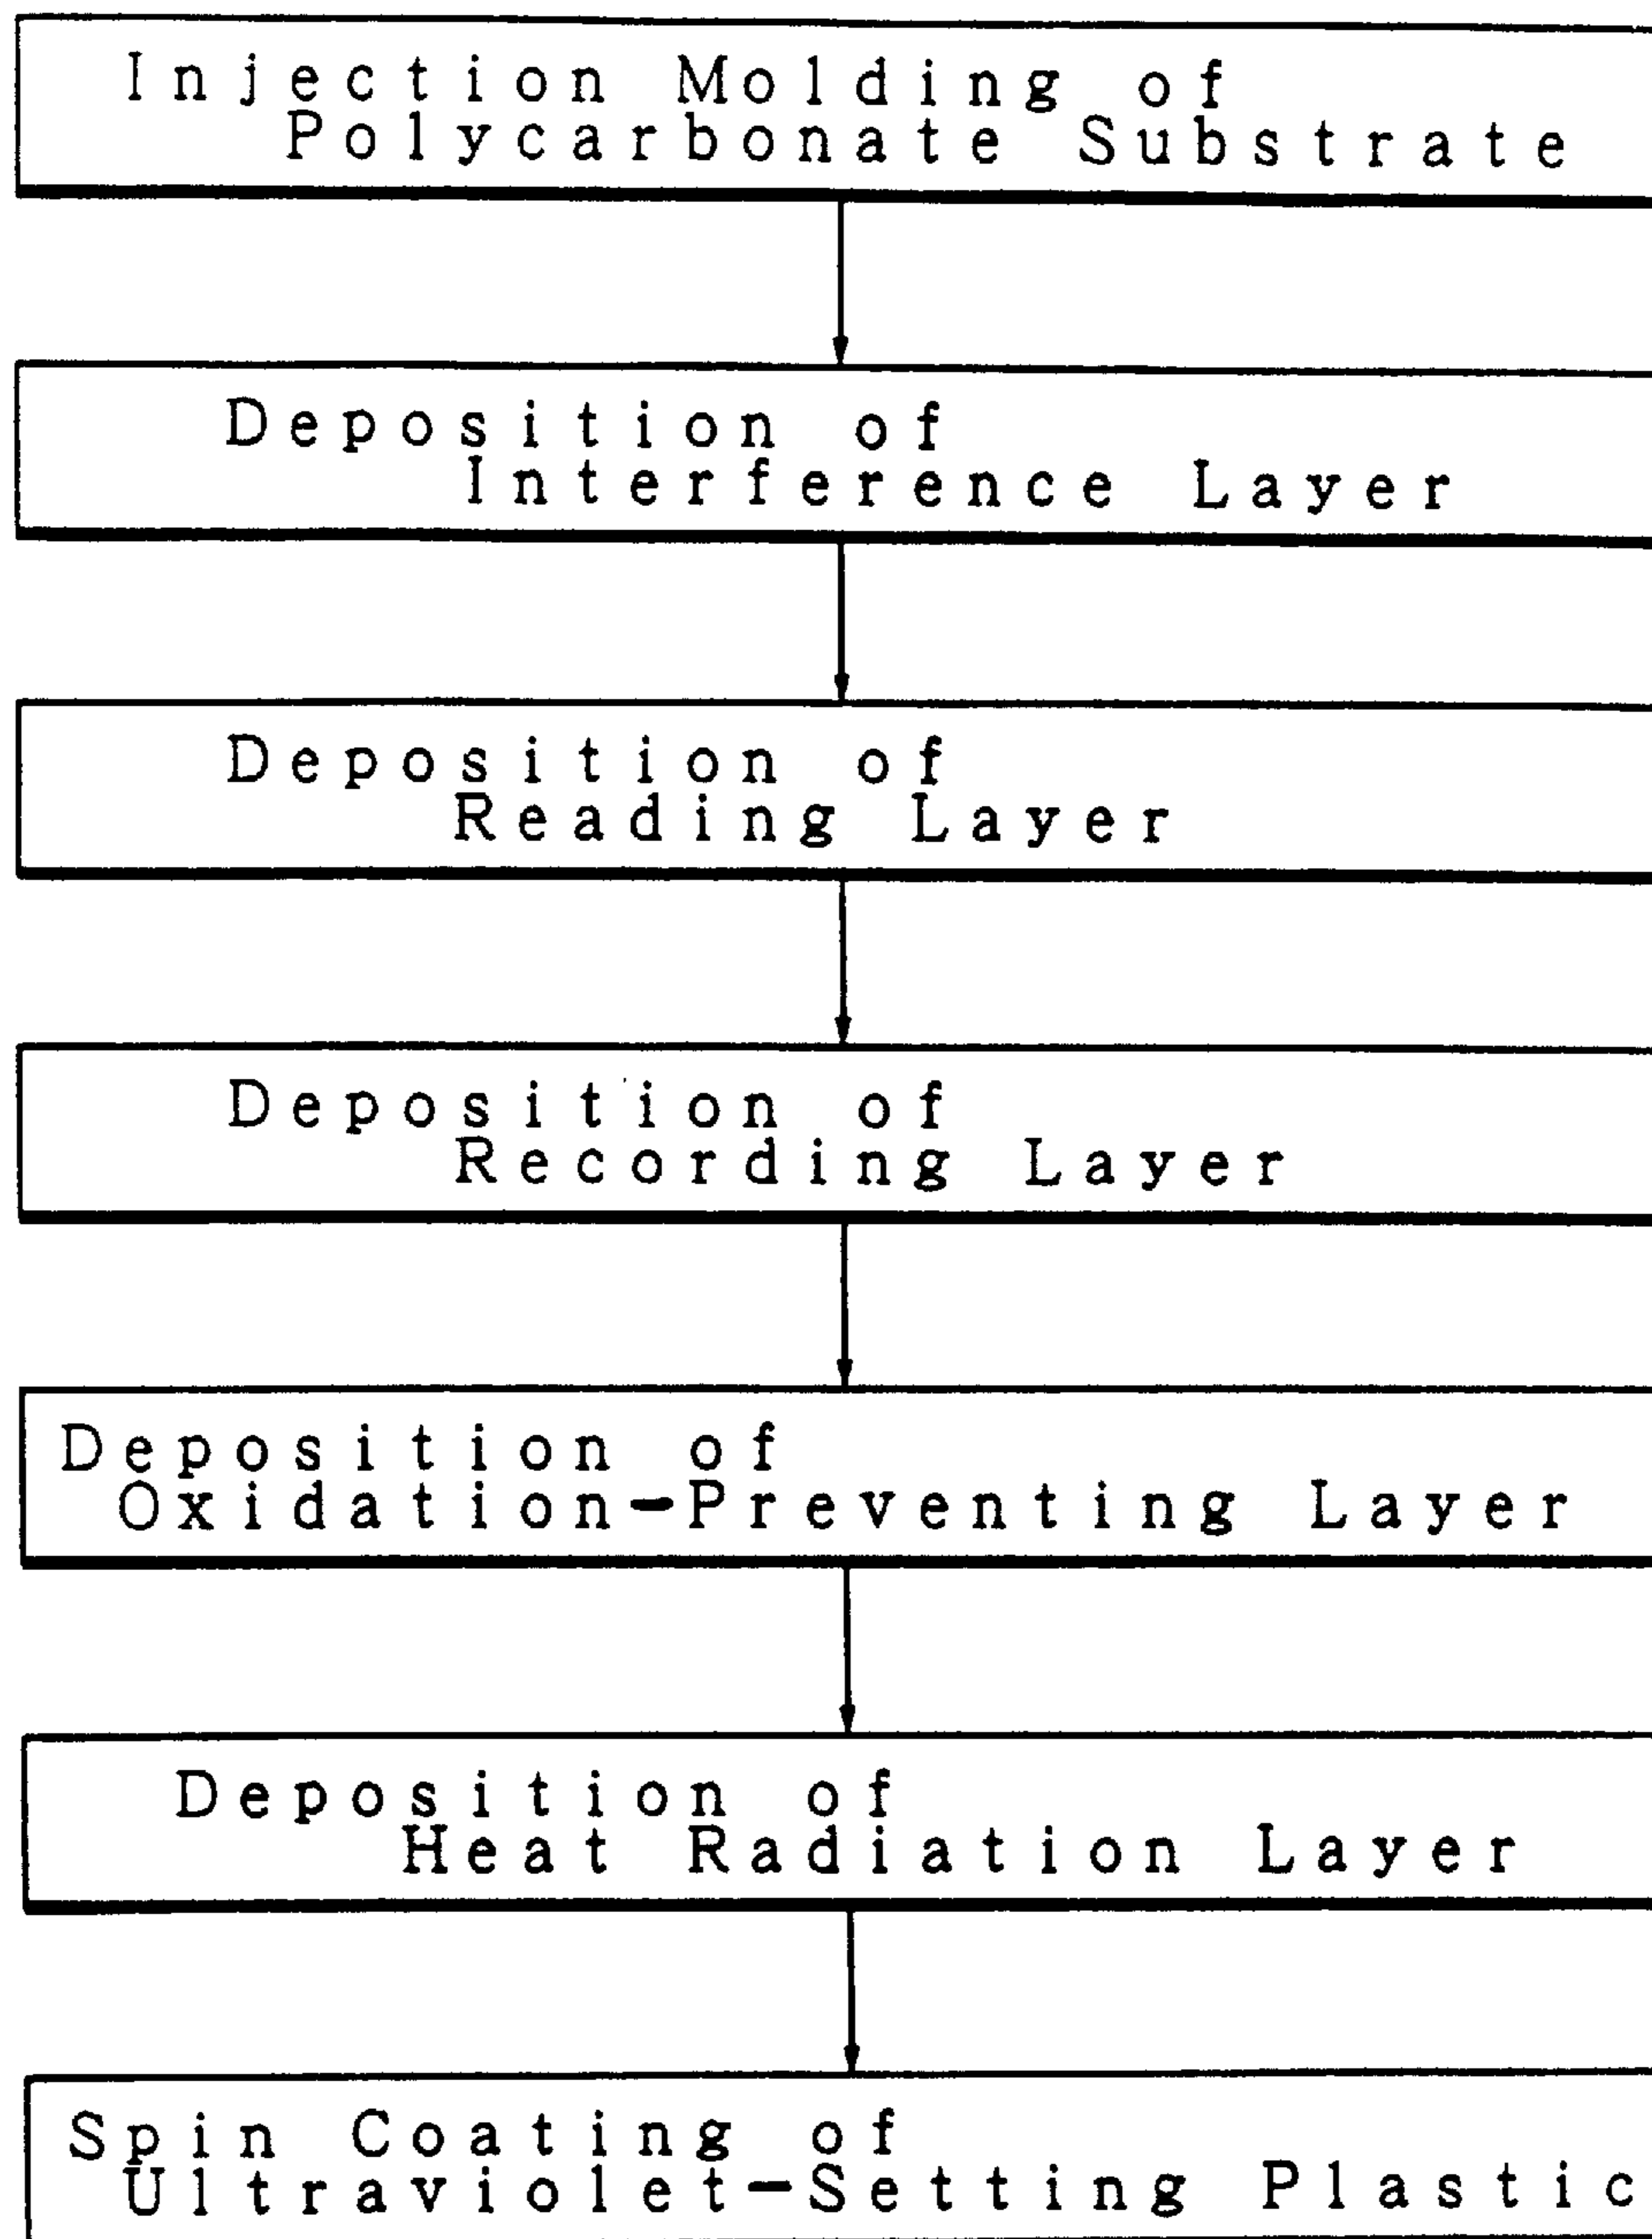 Injection Molding of
Polycarbonate Substrate
Deposition of
Interference Layer
Deposition of
Reading Layer
Deposition of
Recording Layer
Deposition of
Oxidation-Preventing Layer
Deposition of
Heat Radiation Layer
Spin Coating of
Ultraviolet-Setting Plastic